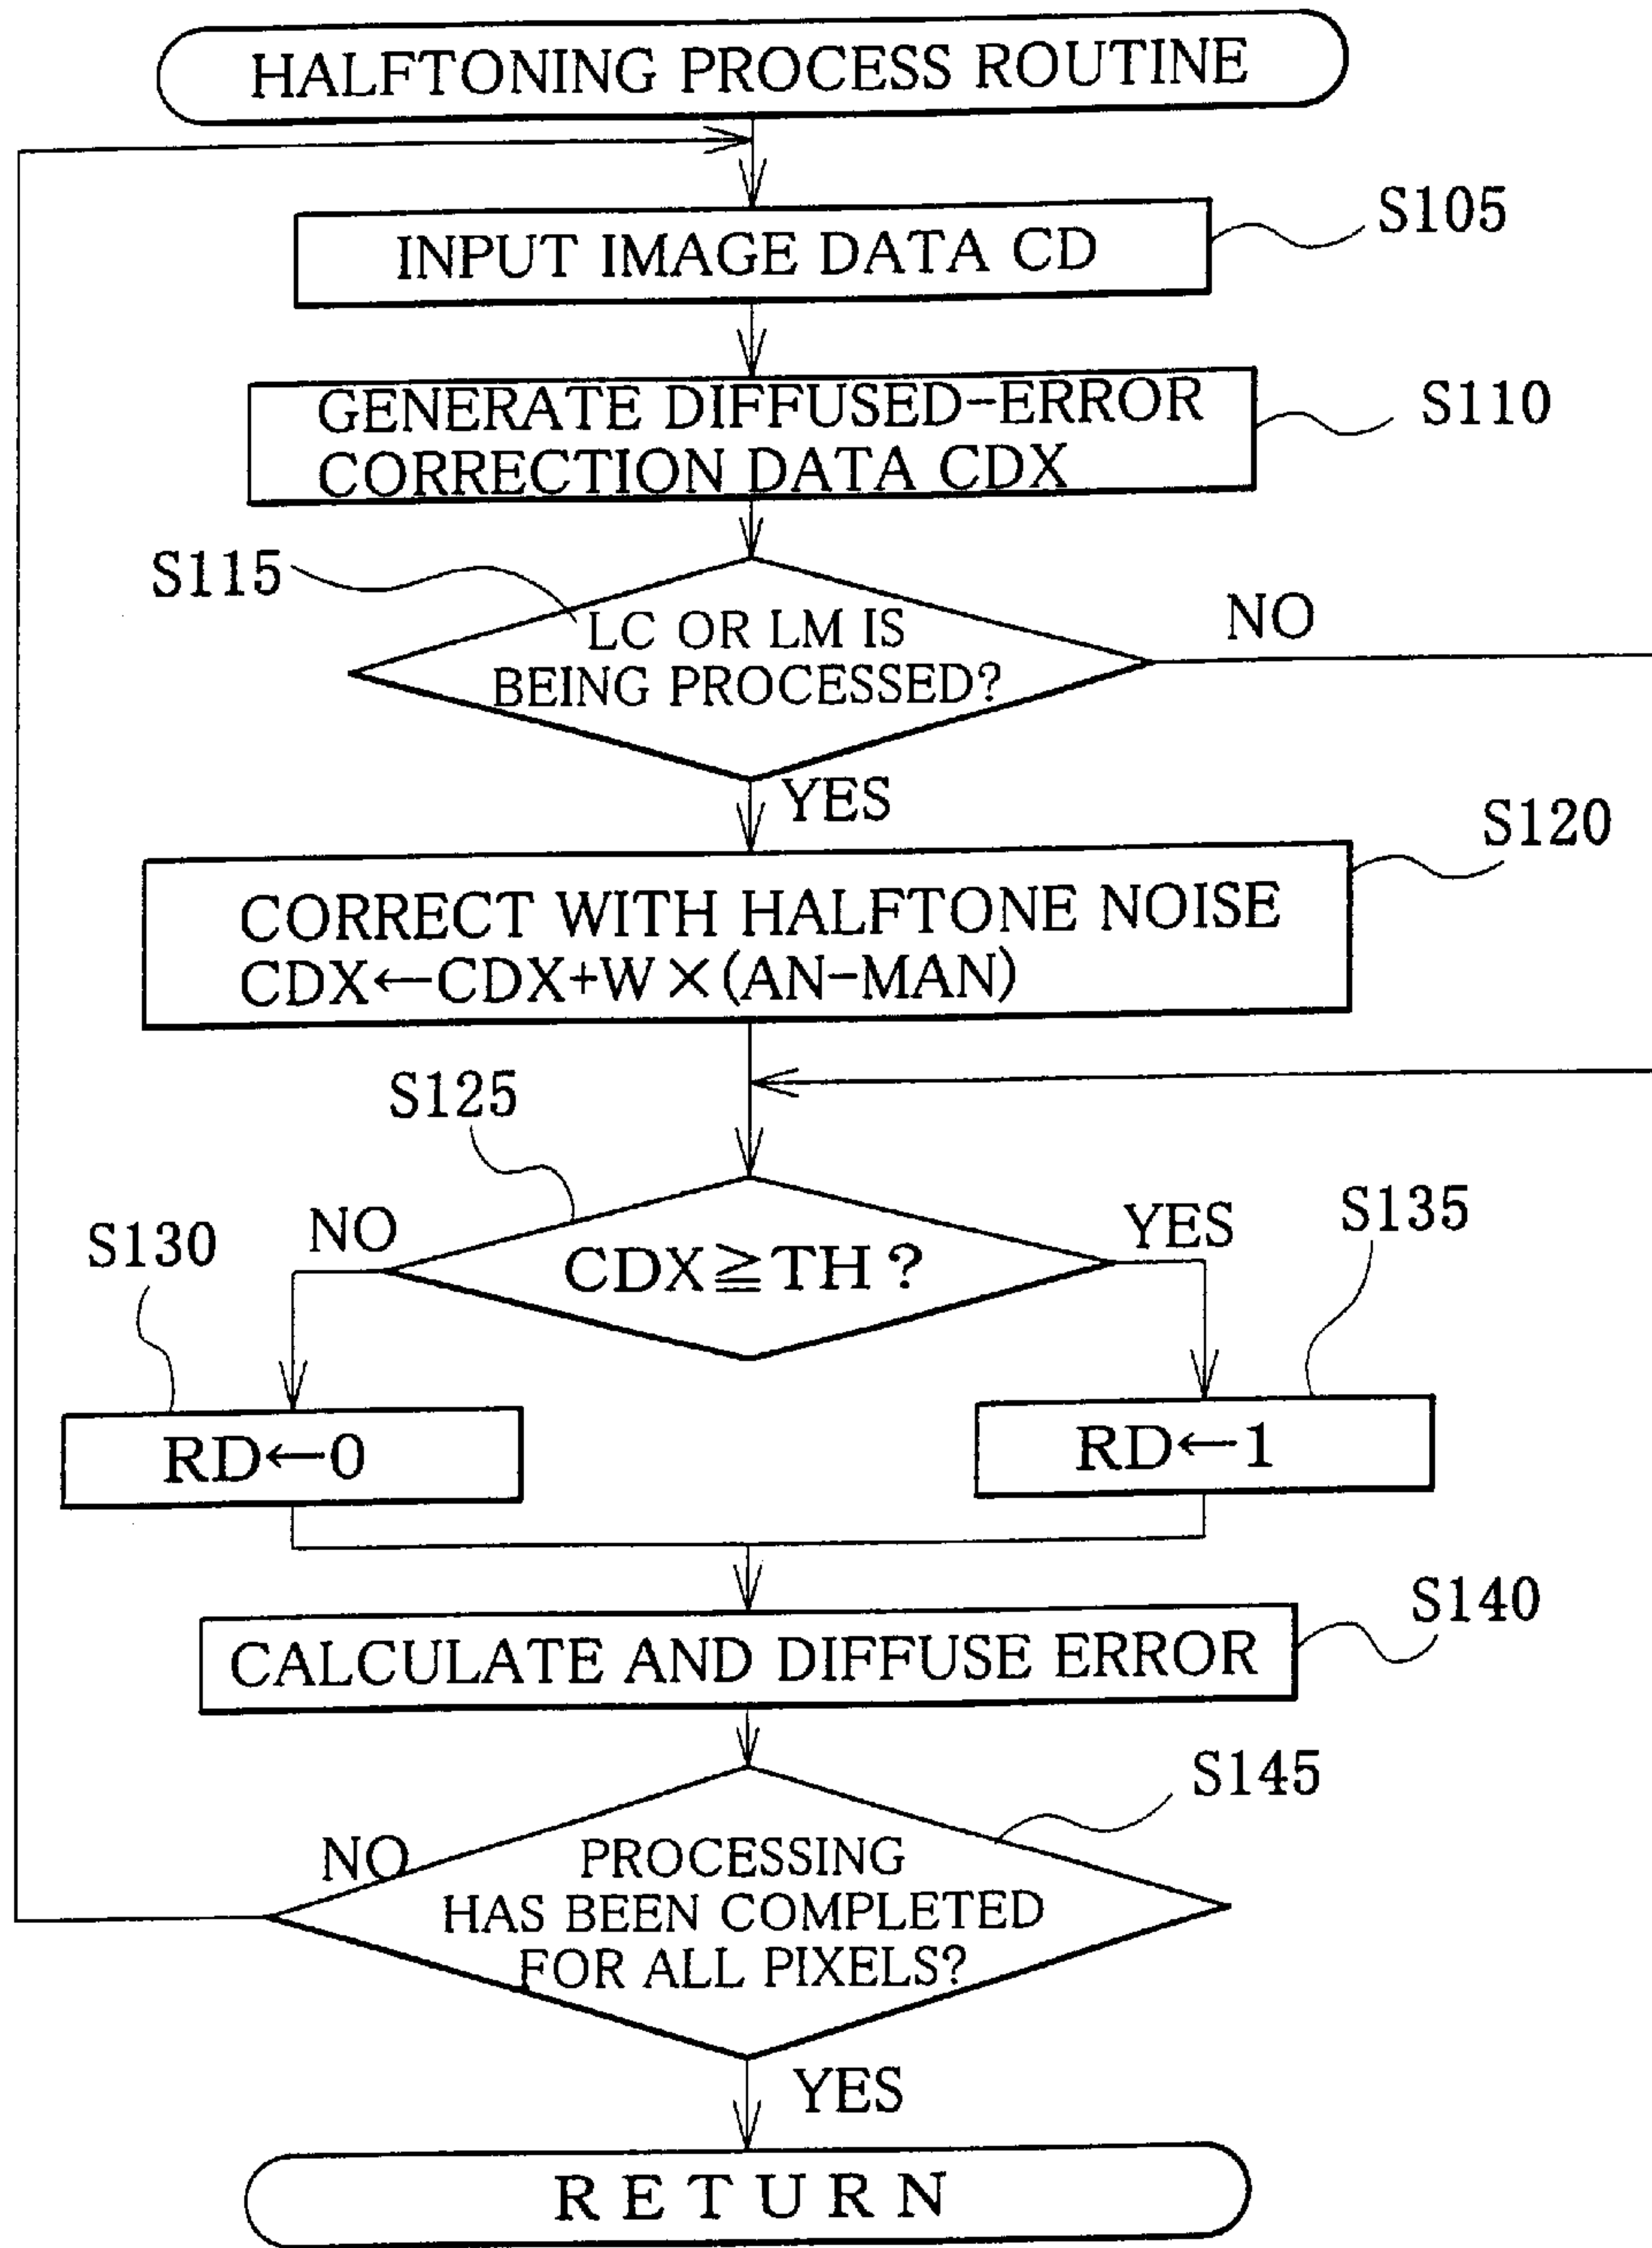 HALFTONING PROCESS ROUTINE
INPUT IMAGE DATA CD
S105
GENERATE DIFFUSED-ERROR
CORRECTION DATA CDX
S110
S115
LC OR LM IS
BEING PROCESSED?
NO
YES
S120
CORRECT WITH HALFTONE NOISE
CDX←CDX+W×(AN-MAN)
S125
S130
NO
CDX≧TH?
YES
S135
RD←0
RD←1
S140
CALCULATE AND DIFFUSE ERROR
S145
NO
PROCESSING
HAS BEEN COMPLETED
FOR ALL PIXELS?
YES
RETURN